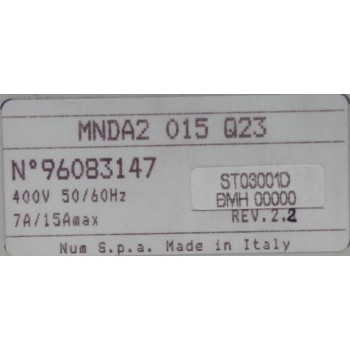 MNDA2 015 Q23
N°96083147
400V 50/60Hz
7A/15Amax
ST03001D
BMH 00000
REV.2.2
Num S.p.a. Made in Italy